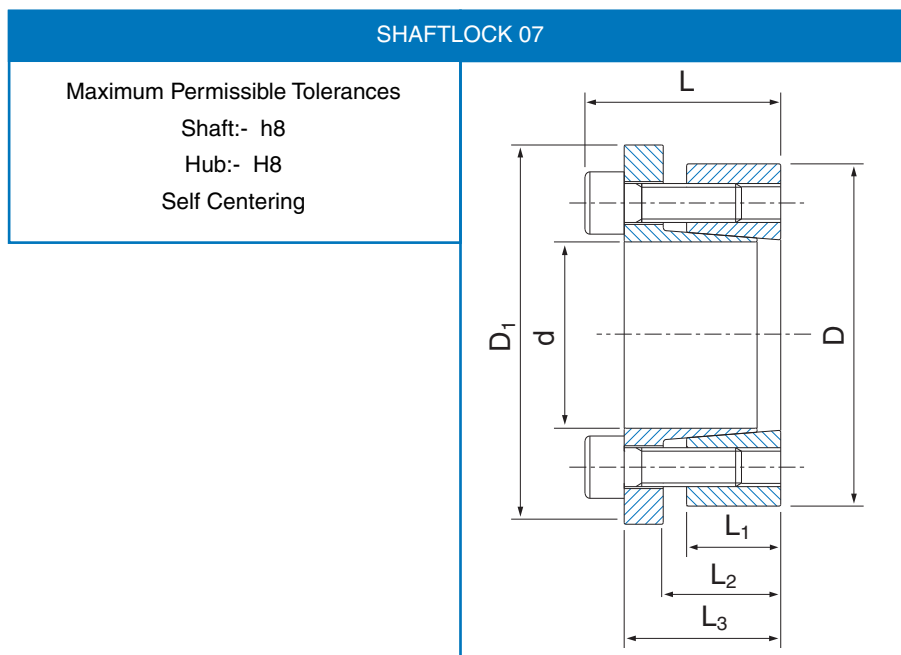 SHAFTLOCK 07
Maximum Permissible Tolerances
Shaft:- h8
Hub:- H8
Self Centering
L
D₁
d
D
L₁
L₂
L₃